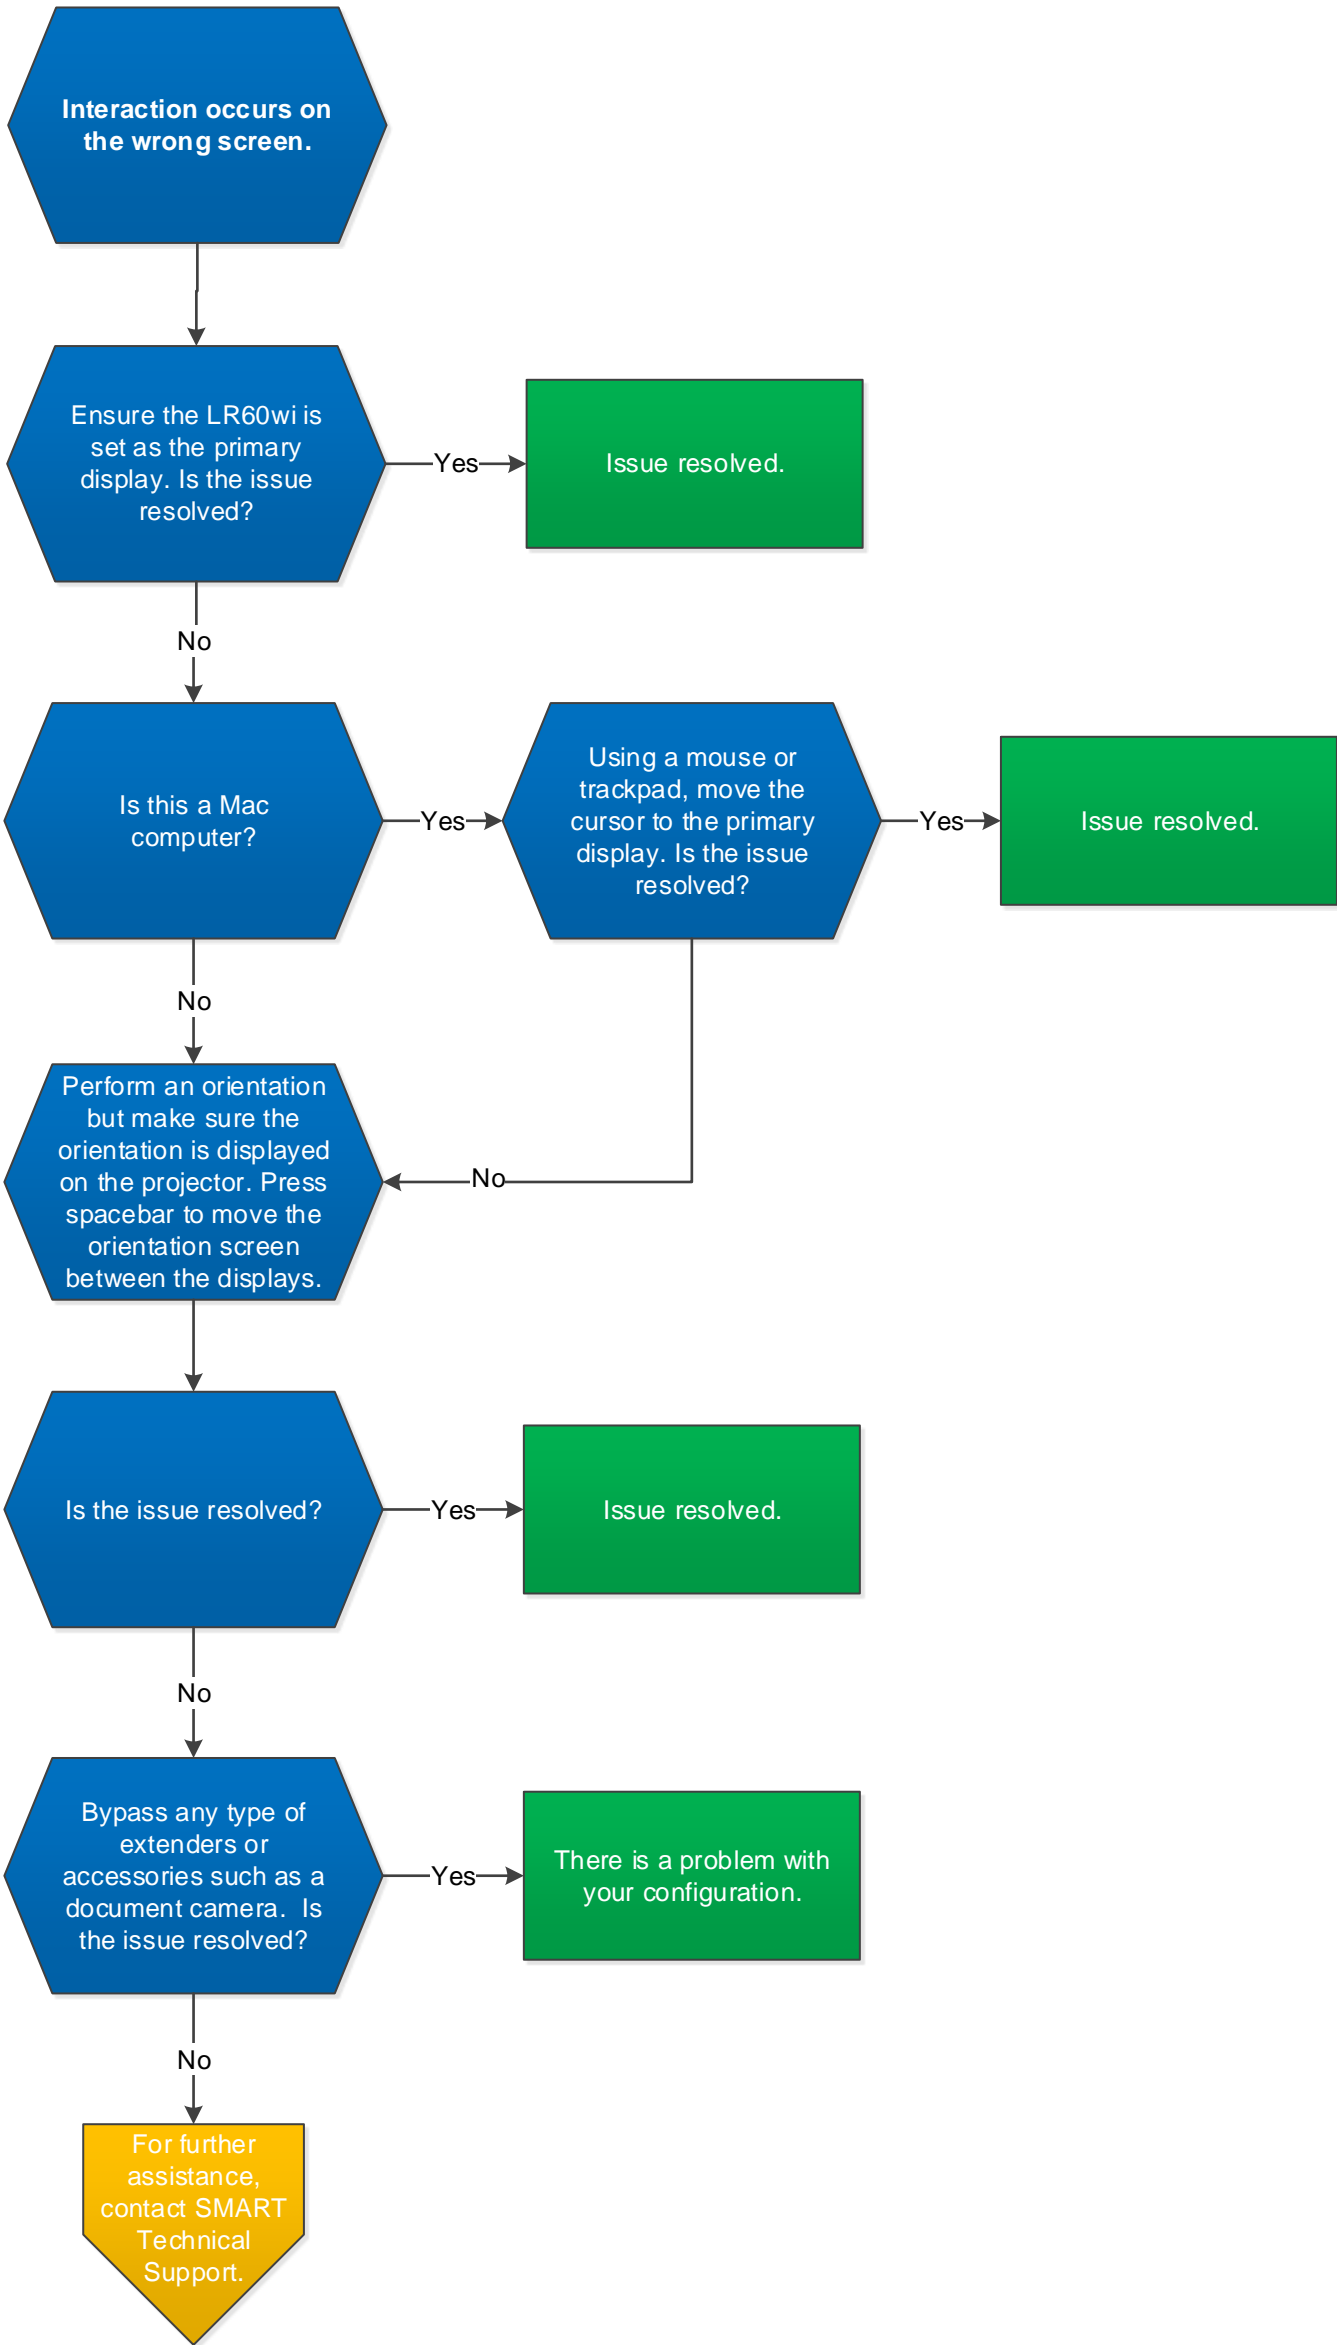 Interaction occurs on
the wrong screen.
Ensure the LR60wi is
set as the primary
display. Is the issue
resolved?
Yes
Issue resolved.
No
Is this a Mac
computer?
Yes
Using a mouse or
trackpad, move the
cursor to the primary
display. Is the issue
resolved?
Yes
Issue resolved.
No
Perform an orientation
but make sure the
orientation is displayed
on the projector. Press
spacebar to move the
orientation screen
between the displays.
No
Is the issue resolved?
Yes
Issue resolved.
No
Bypass any type of
extenders or
accessories such as a
document camera.  Is
the issue resolved?
Yes
There is a problem with
your configuration.
No
For further
assistance,
contact SMART
Technical
Support.